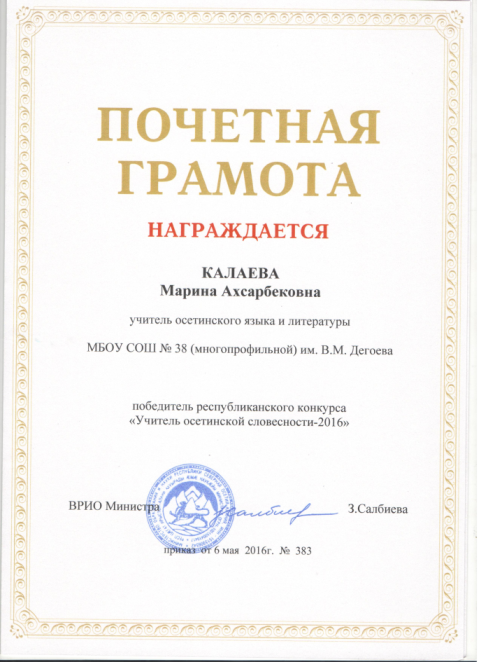 ПОЧЕТНАЯ
ГРАМОТА
НАГРАЖДАЕТСЯ
КАЛАЕВА
Марина Ахсарбековна
учитель осетинского языка и литературы
МБОУ СОШ № 38 (многопрофильной) им. В.М. Дегоева
победитель республиканского конкурса
«Учитель осетинской словесности-2016»
ВРИО Министра З.Салбиева
приказ от 6 мая 2016г. № 383